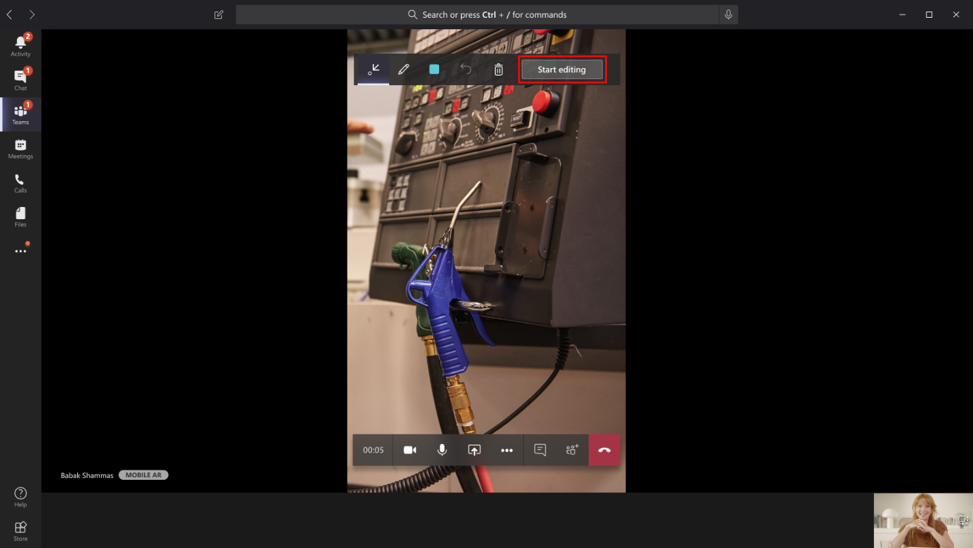 Search or press Ctrl + / for commands
2
Activity
1
Chat
1
Teams
Meetings
Calls
Files
Start editing
00:05
Babak Shammas MOBILE AR
Help
Store